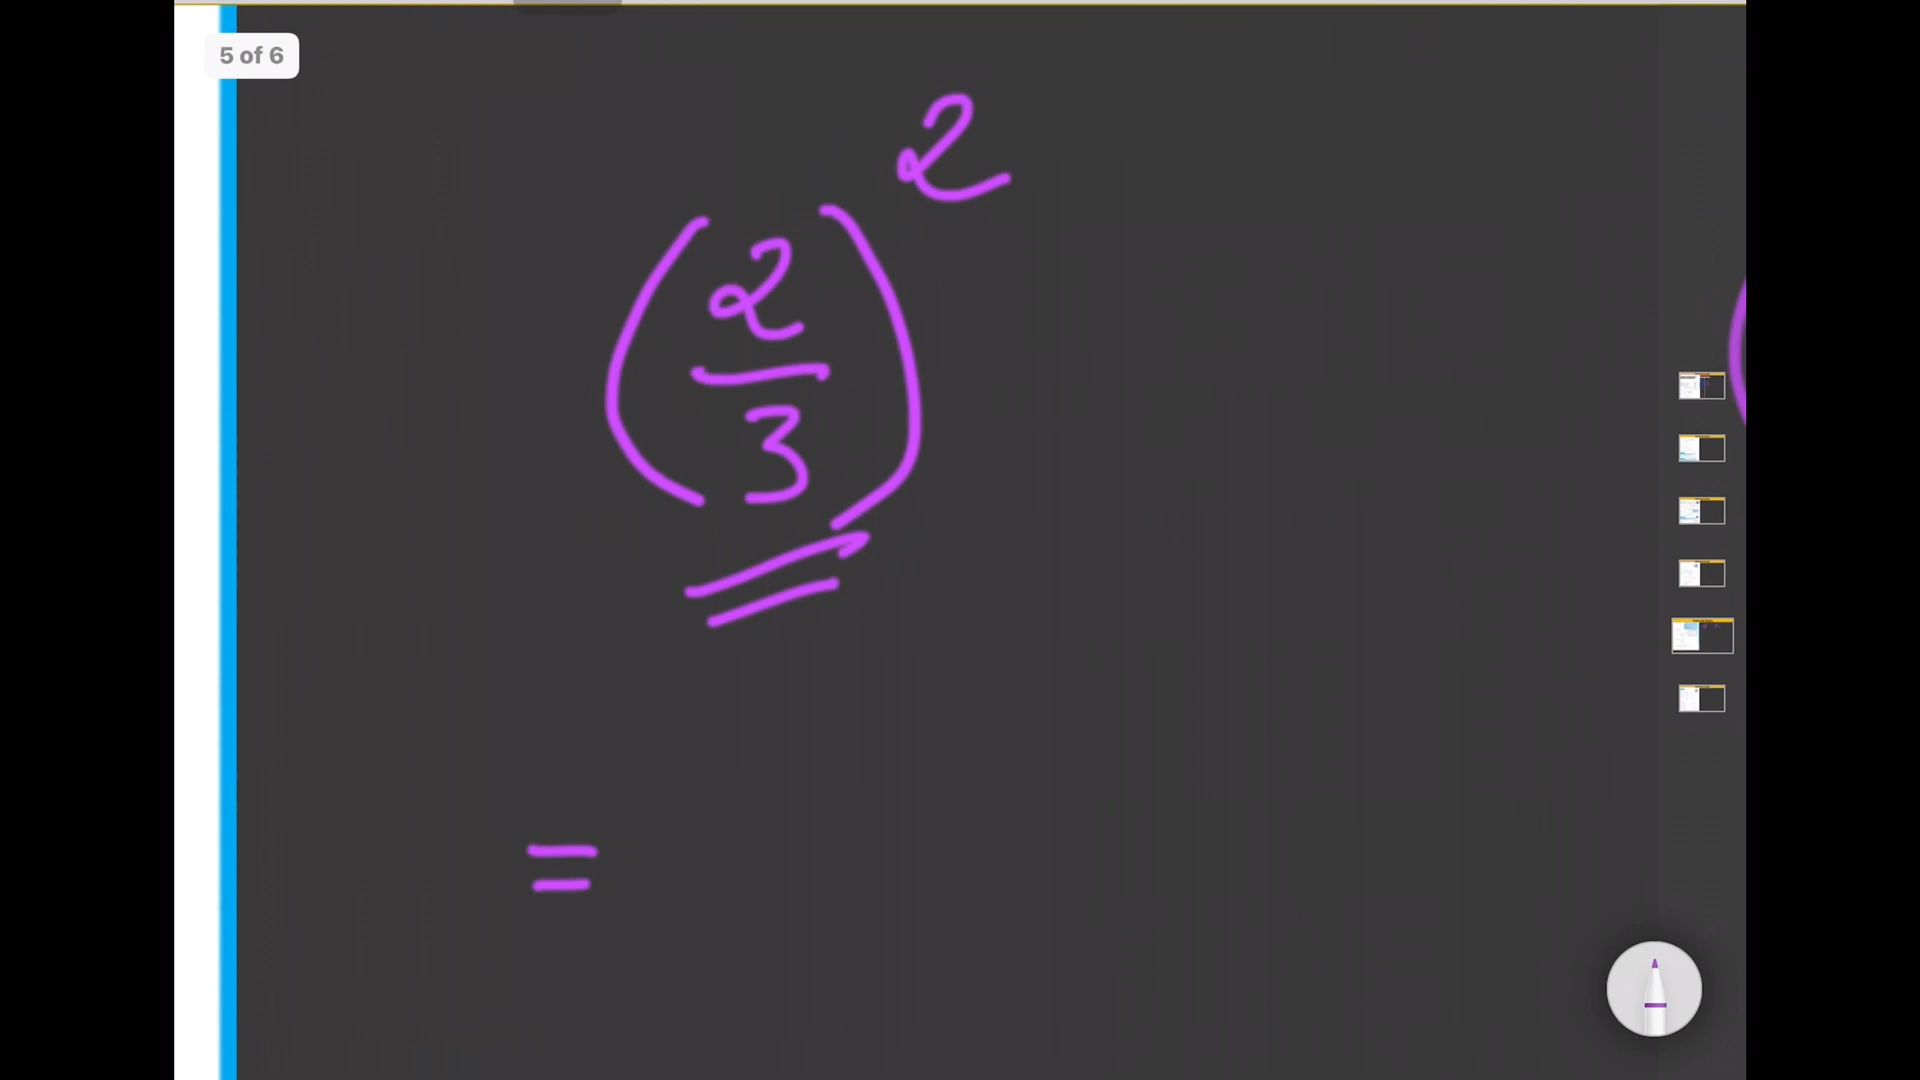 5 of 6
(2/3)²
=